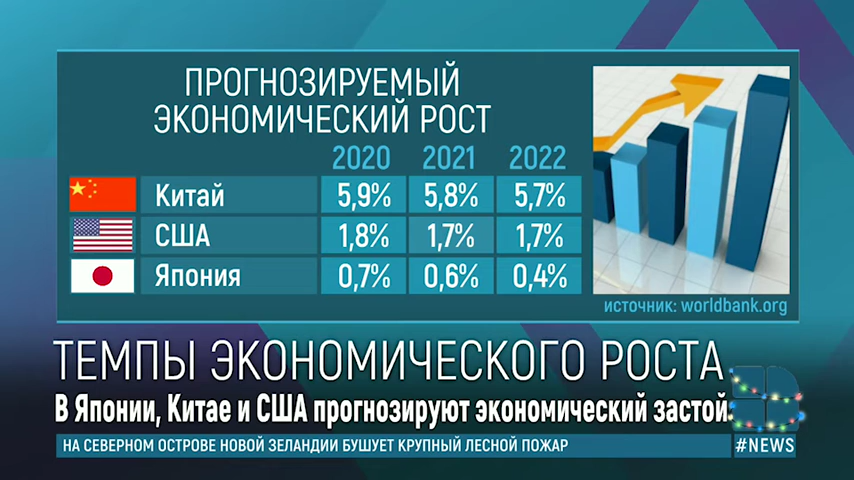 ПРОГНОЗИРУЕМЫЙ
ЭКОНОМИЧЕСКИЙ РОСТ
2020 2021 2022
Китай 5,9% 5,8% 5,7%
США 1,8% 1,7% 1,7%
Япония 0,7% 0,6% 0,4%
источник: worldbank.org
ТЕМПЫ ЭКОНОМИЧЕСКОГО РОСТА
В Японии, Китае и США прогнозируют экономический застой
НА СЕВЕРНОМ ОСТРОВЕ НОВОЙ ЗЕЛАНДИИ БУШУЕТ КРУПНЫЙ ЛЕСНОЙ ПОЖАР
#NEWS